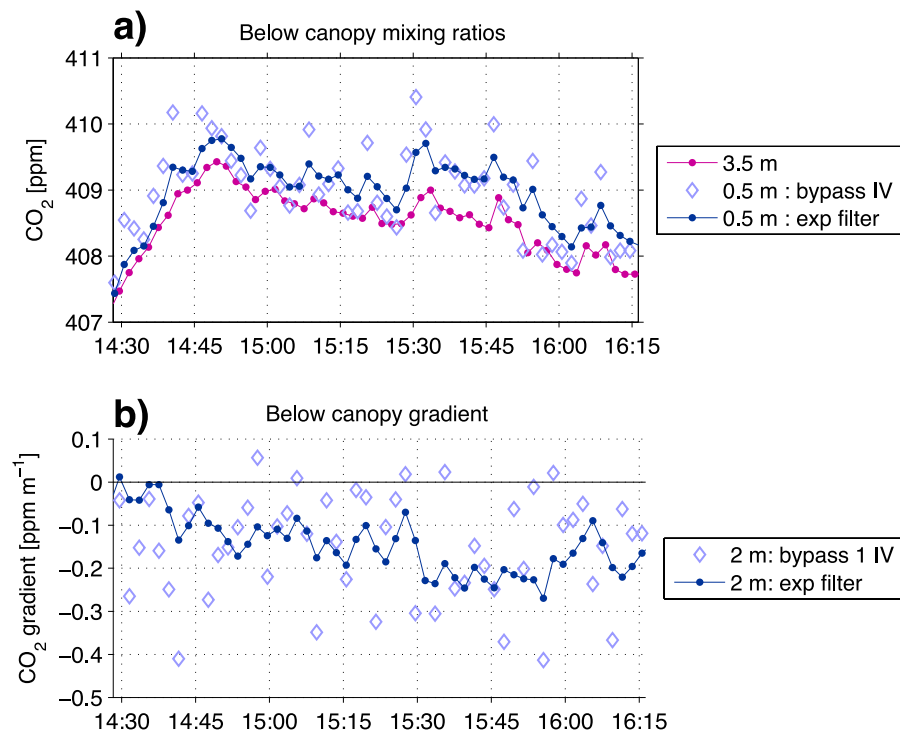 a)
Below canopy mixing ratios
CO2 [ppm]
411
410
409
408
407
14:30 14:45 15:00 15:15 15:30 15:45 16:00 16:15
3.5 m
0.5 m : bypass IV
0.5 m : exp filter
b)
Below canopy gradient
CO2 gradient [ppm m−1]
0.1
0
−0.1
−0.2
−0.3
−0.4
−0.5
14:30 14:45 15:00 15:15 15:30 15:45 16:00 16:15
2 m: bypass 1 IV
2 m: exp filter